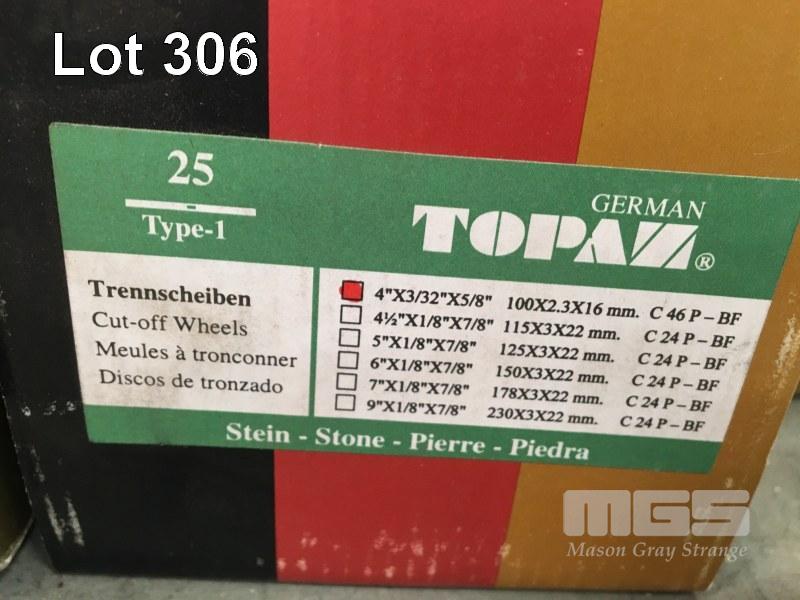 Lot 306
25
Type-1
GERMAN
TOPAZ®
Trennscheiben
Cut-off Wheels
Meules à tronconner
Discos de tronzado
4"X3/32"X5/8" 100X2.3X16 mm. C 46 P – BF
4½"X1/8"X7/8" 115X3X22 mm. C 24 P – BF
5"X1/8"X7/8" 125X3X22 mm. C 24 P – BF
6"X1/8"X7/8" 150X3X22 mm. C 24 P – BF
7"X1/8"X7/8" 178X3X22 mm. C 24 P – BF
9"X1/8"X7/8" 230X3X22 mm. C 24 P – BF
Stein - Stone - Pierre - Piedra
MGS
Mason Gray Strange